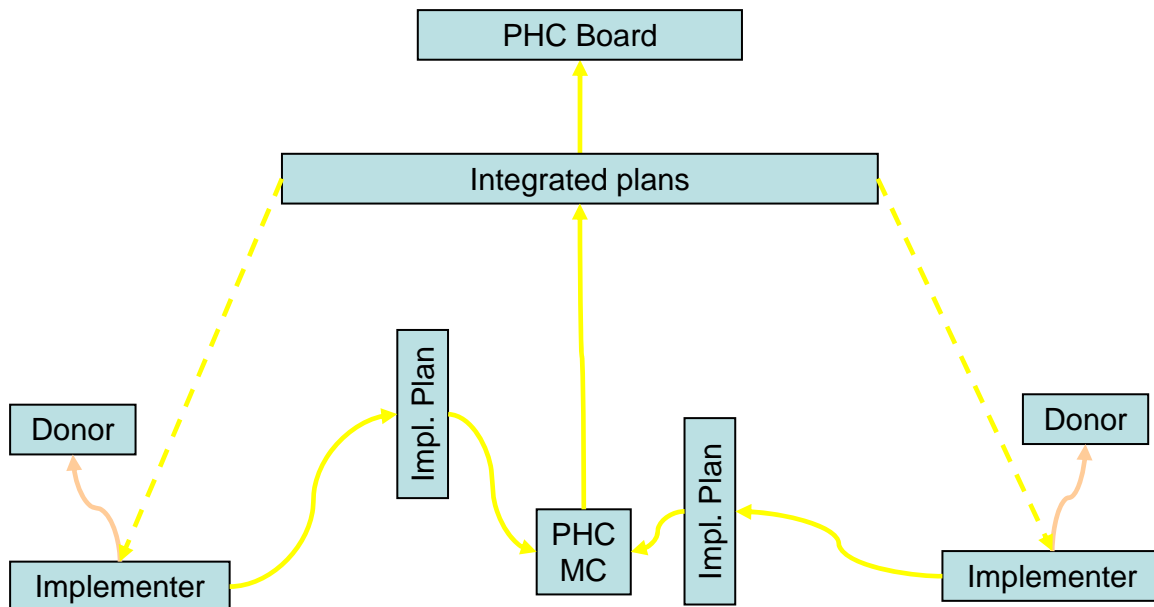 PHC Board
Integrated plans
Impl. Plan
Donor
Donor
Impl. Plan
PHC
MC
Implementer
Implementer